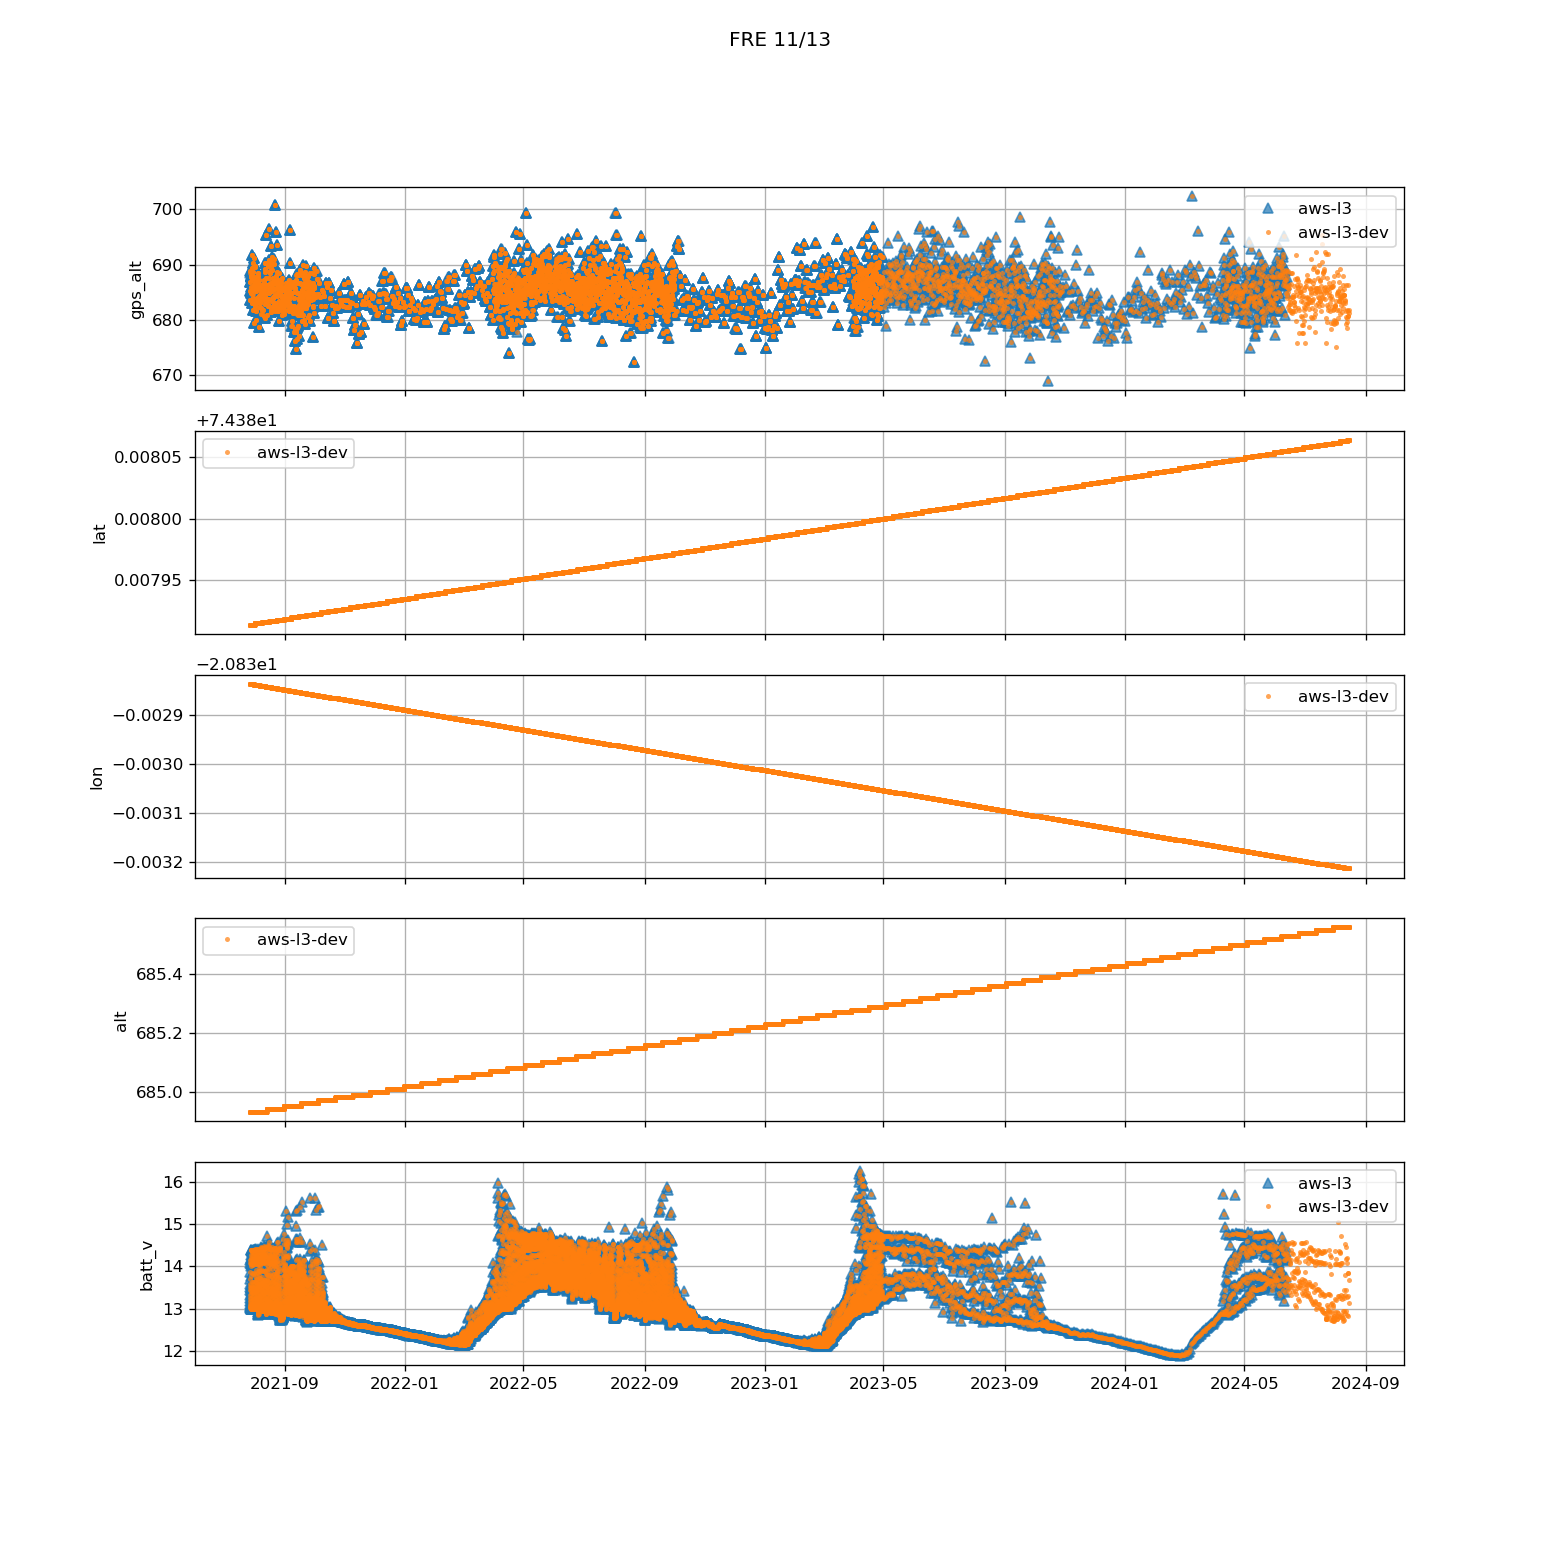 FRE 11/13
700
690
680
670
gps_alt
aws-l3
aws-l3-dev
+7.438e1
0.00805
0.00800
0.00795
lat
aws-l3-dev
−2.083e1
−0.0029
−0.0030
−0.0031
−0.0032
lon
aws-l3-dev
685.4
685.2
685.0
alt
aws-l3-dev
16
15
14
13
12
batt_v
aws-l3
aws-l3-dev
2021-09 2022-01 2022-05 2022-09 2023-01 2023-05 2023-09 2024-01 2024-05 2024-09